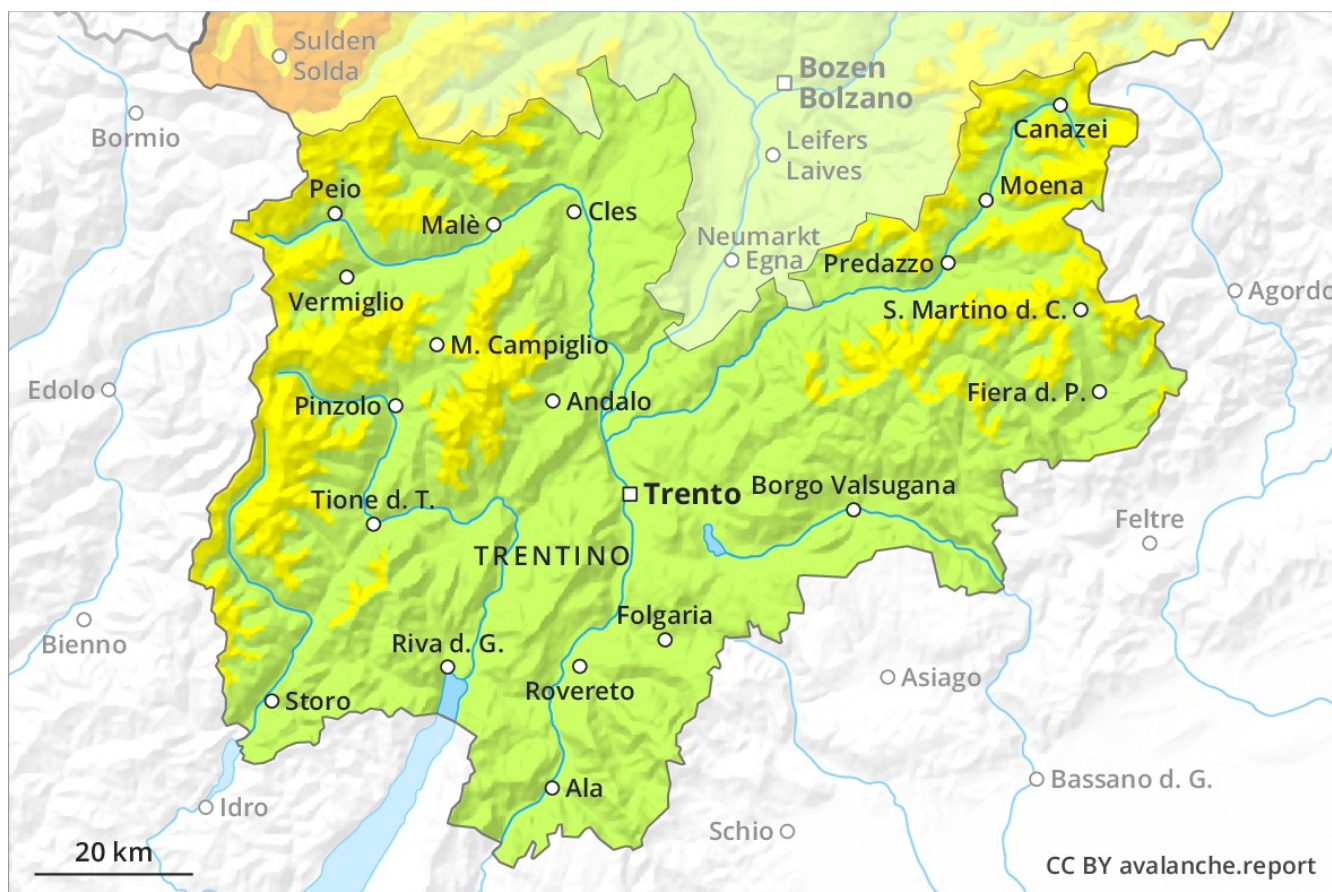 Sulden
Solda
Bozen
Bolzano
Bormio
Canazei
Leifers
Laives
Peio
Moena
Malè
Cles
Neumarkt
Egna
Predazzo
Vermiglio
Agordo
S. Martino d. C.
M. Campiglio
Edolo
Fiera d. P.
Pinzolo
Andalo
Trento
Borgo Valsugana
Tione d. T.
Feltre
TRENTINO
Folgaria
Bienno
Riva d. G.
Asiago
Rovereto
Storo
Bassano d. G.
Ala
Idro
Schio
20 km
CC BY avalanche.report